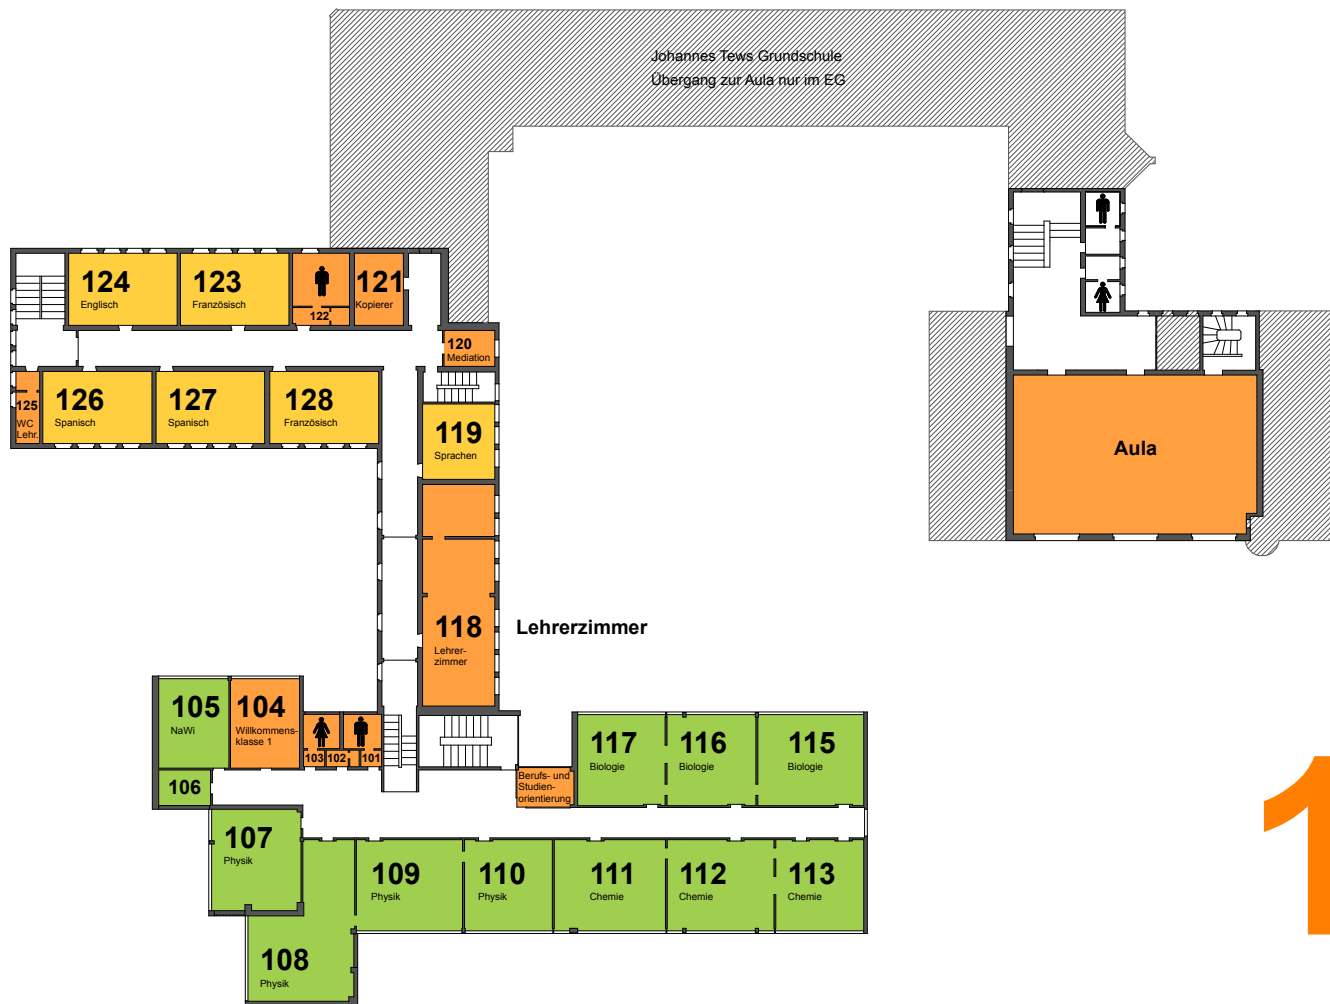 Johannes Tews Grundschule
Übergang zur Aula nur im EG
124
Englisch
123
Französisch
122
121
Kopierer
120
Mediation
125
WC
Lehr.
126
Spanisch
127
Spanisch
128
Französisch
119
Sprachen
Aula
118
Lehrer-
zimmer
Lehrerzimmer
105
NaWi
104
Willkommens-
klasse 1
103
102
101
106
Berufs- und
Studien-
orientierung
117
Biologie
116
Biologie
115
Biologie
107
Physik
109
Physik
110
Physik
111
Chemie
112
Chemie
113
Chemie
108
Physik
1